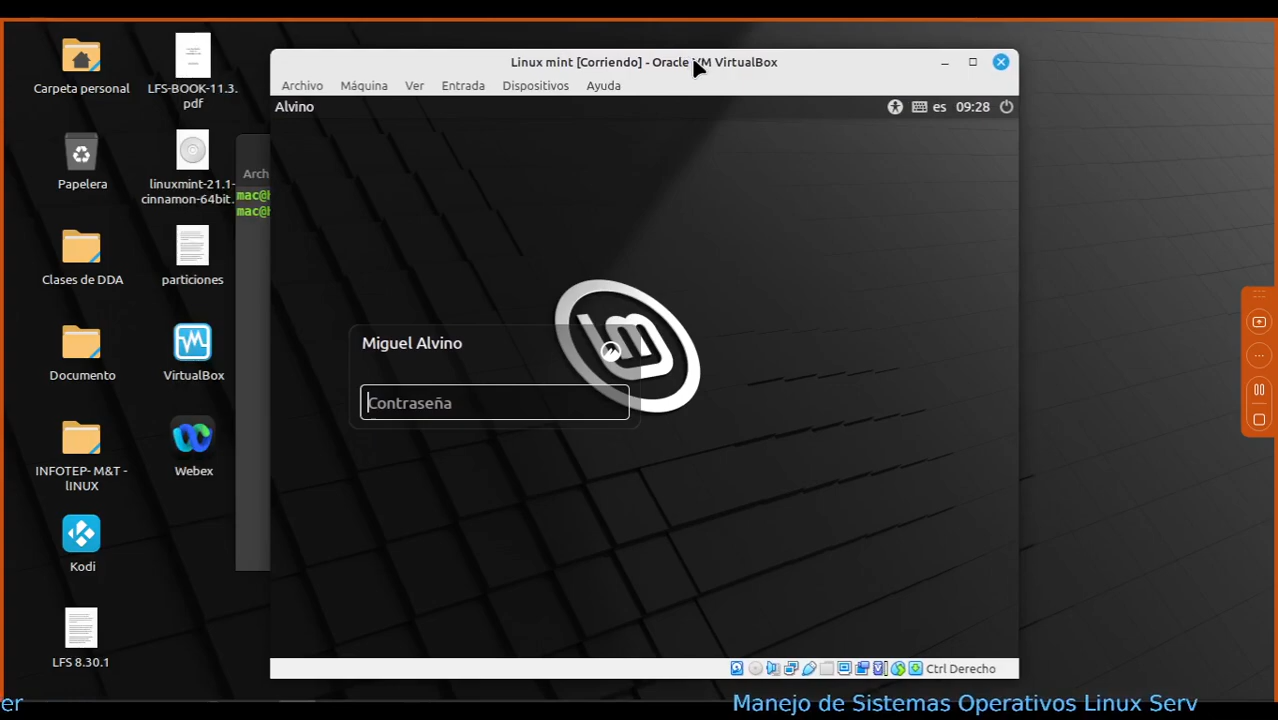 Carpeta personal
LFS-BOOK-11.3.
pdf
Papelera
linuxmint-21.1-
cinnamon-64bit.
Clases de DDA
particiones
Documento
VirtualBox
INFOTEP- M&T -
lINUX
Webex
Kodi
LFS 8.30.1
Arch
mac@h
mac@h
Linux mint [Corriendo] - Oracle VM VirtualBox
Archivo Máquina Ver Entrada Dispositivos Ayuda
Alvino es 09:28
Miguel Alvino
Contraseña
Ctrl Derecho
er Manejo de Sistemas Operativos Linux Serv